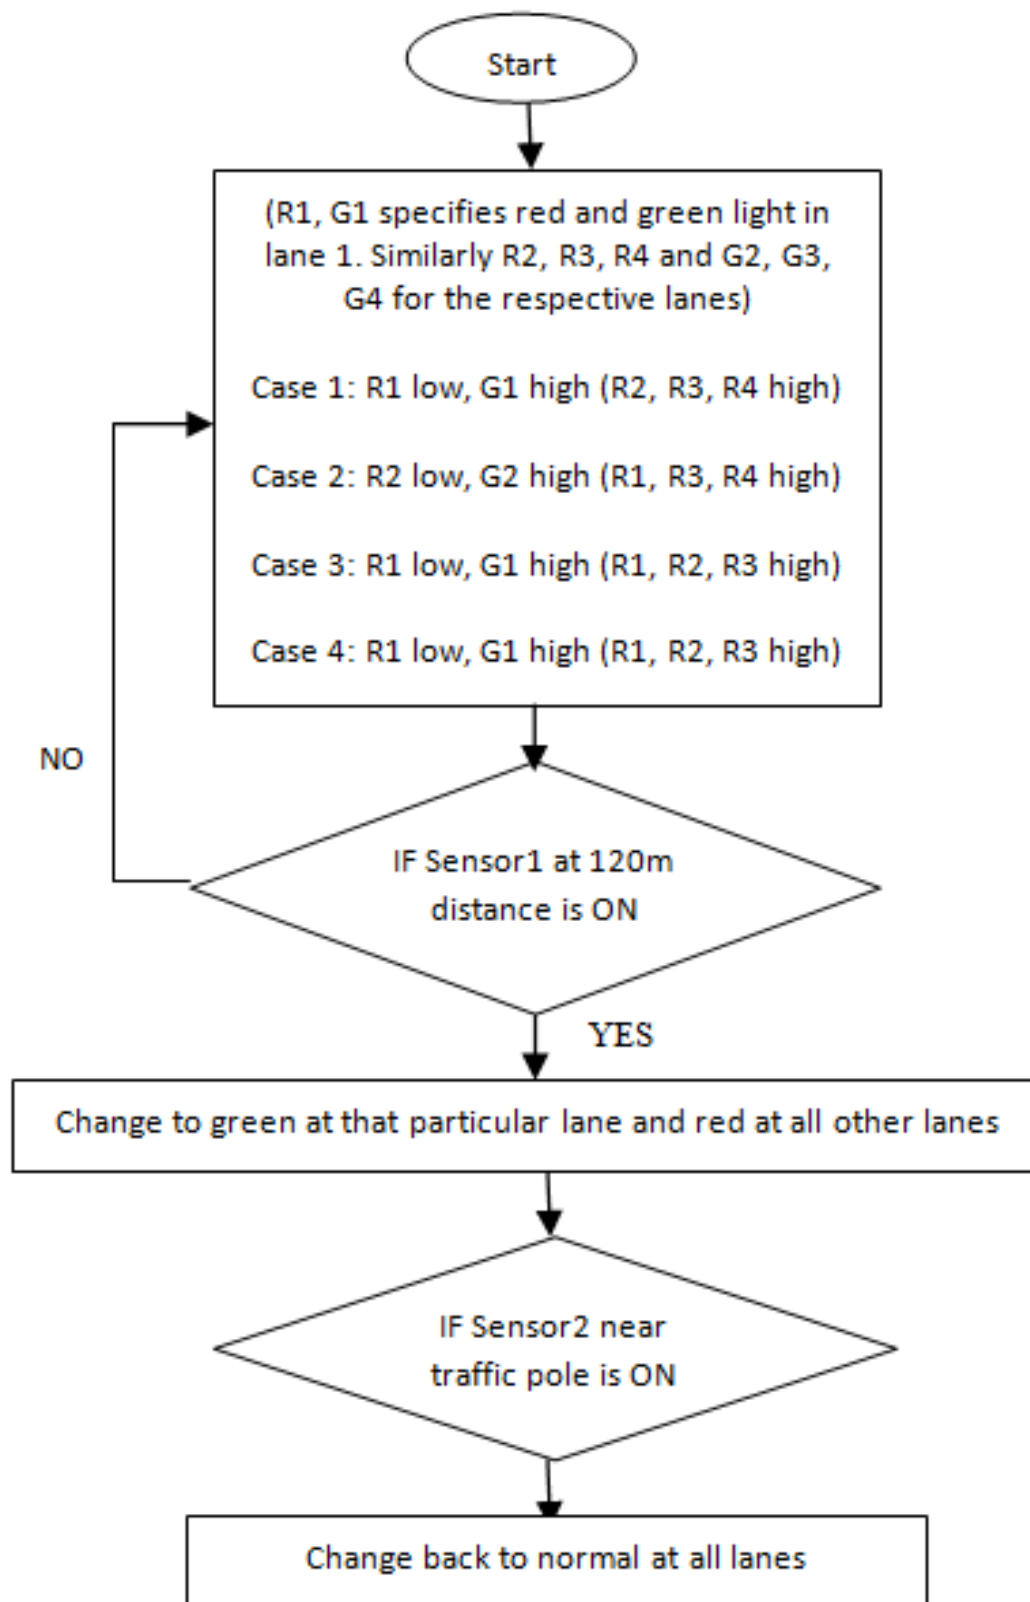 Start
(R1, G1 specifies red and green light in
lane 1. Similarly R2, R3, R4 and G2, G3,
G4 for the respective lanes)
Case 1: R1 low, G1 high (R2, R3, R4 high)
Case 2: R2 low, G2 high (R1, R3, R4 high)
Case 3: R1 low, G1 high (R1, R2, R3 high)
Case 4: R1 low, G1 high (R1, R2, R3 high)
NO
IF Sensor1 at 120m
distance is ON
YES
Change to green at that particular lane and red at all other lanes
IF Sensor2 near
traffic pole is ON
Change back to normal at all lanes